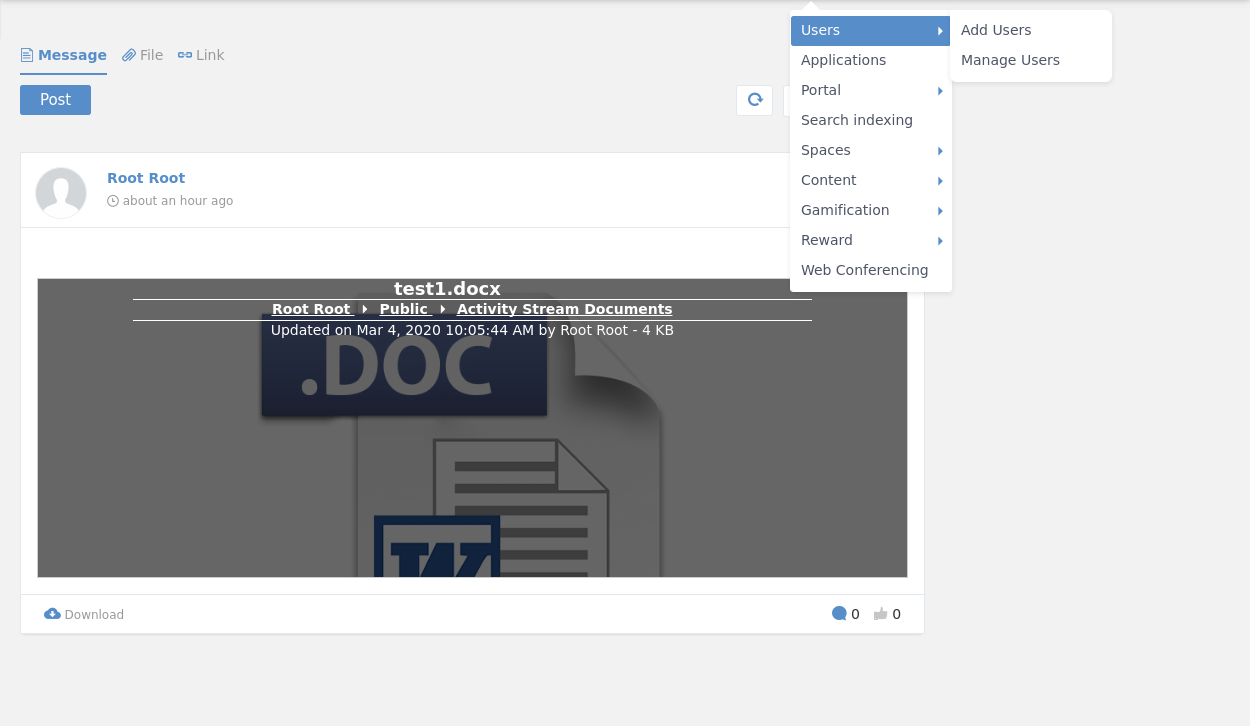 Message File Link
Post
Users
Applications
Portal
Search indexing
Spaces
Content
Gamification
Reward
Web Conferencing
Add Users
Manage Users
Root Root
about an hour ago
test1.docx
Root Root Public Activity Stream Documents
Updated on Mar 4, 2020 10:05:44 AM by Root Root - 4 KB
.DOC
W
Download 0 0